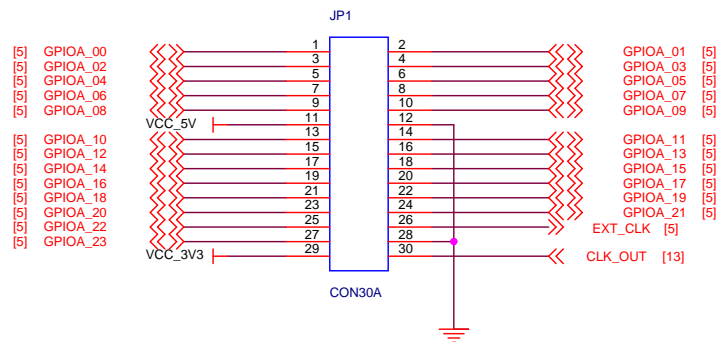 JP1
[5] GPIOA_00 1 2 GPIOA_01 [5]
[5] GPIOA_02 3 4 GPIOA_03 [5]
[5] GPIOA_04 5 6 GPIOA_05 [5]
[5] GPIOA_06 7 8 GPIOA_07 [5]
[5] GPIOA_08 9 10 GPIOA_09 [5]
VCC_5V 11 12
[5] GPIOA_10 13 14 GPIOA_11 [5]
[5] GPIOA_12 15 16 GPIOA_13 [5]
[5] GPIOA_14 17 18 GPIOA_15 [5]
[5] GPIOA_16 19 20 GPIOA_17 [5]
[5] GPIOA_18 21 22 GPIOA_19 [5]
[5] GPIOA_20 23 24 GPIOA_21 [5]
[5] GPIOA_22 25 26 EXT_CLK [5]
[5] GPIOA_23 27 28
VCC_3V3 29 30 CLK_OUT [13]
CON30A